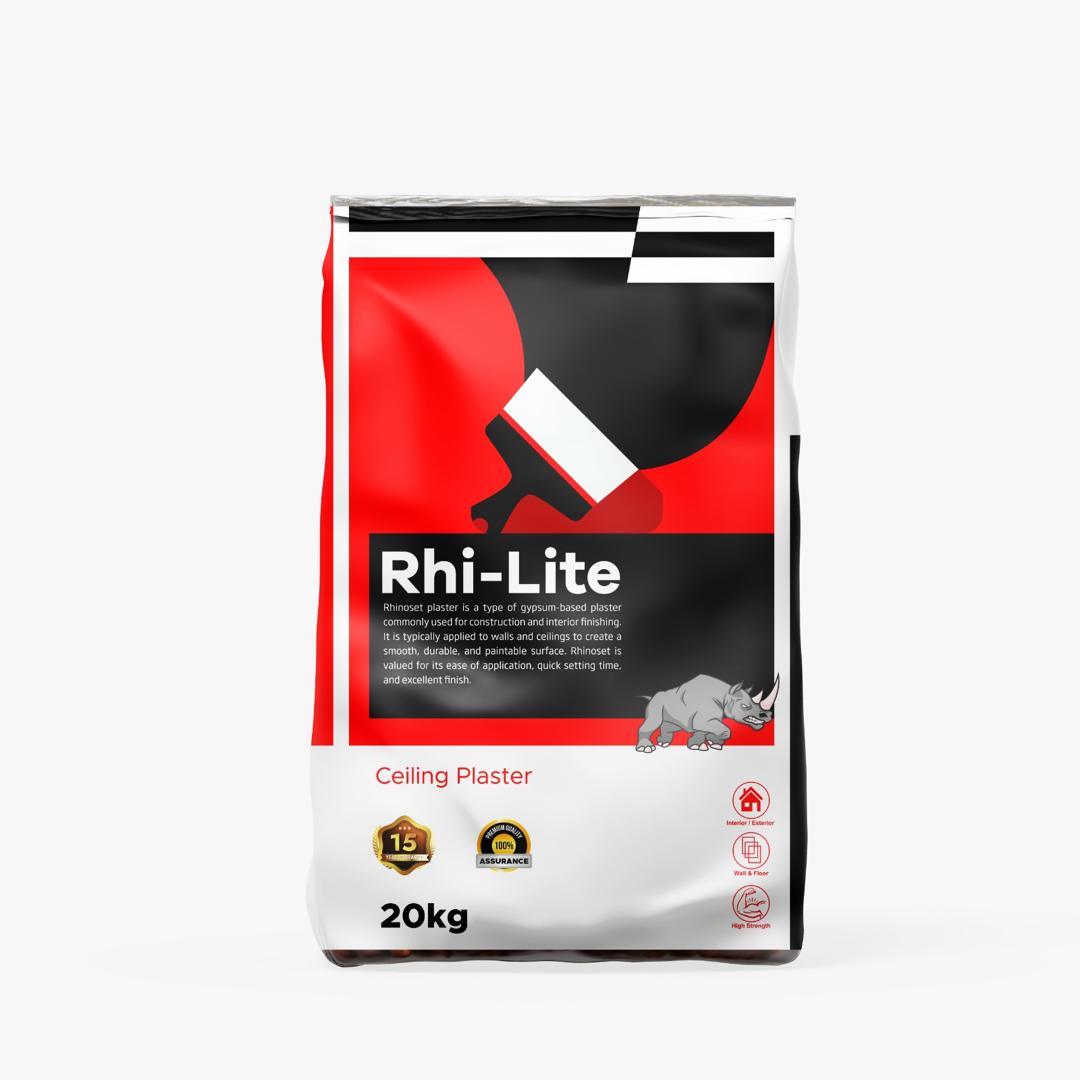 Rhi-Lite
Rhinoset plaster is a type of gypsum-based plaster
commonly used for construction and interior finishing.
It is typically applied to walls and ceilings to create a
smooth, durable, and paintable surface. Rhinoset is
valued for its ease of application, quick setting time,
and excellent finish.
Ceiling Plaster
15
PREMIUM QUALITY
100%
ASSURANCE
20kg
Interior / Exterior
Wall & Floor
High Strength